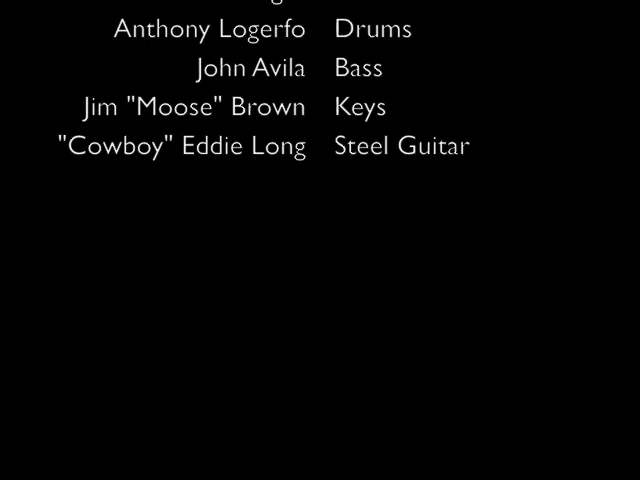 Anthony Logerfo Drums
John Avila Bass
Jim "Moose" Brown Keys
"Cowboy" Eddie Long Steel Guitar